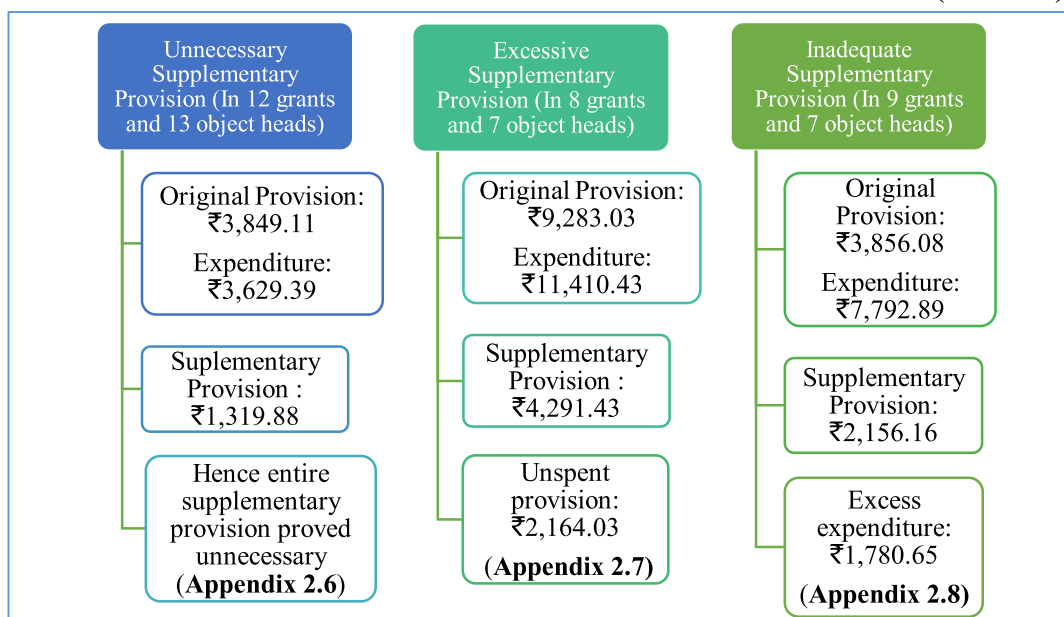 Unnecessary
Supplementary
Provision (In 12 grants
and 13 object heads)
Original Provision:
₹3,849.11
Expenditure:
₹3,629.39
Suplementary
Provision :
₹1,319.88
Hence entire
supplementary
provision proved
unnecessary
(Appendix 2.6)
Excessive
Supplementary
Provision (In 8 grants
and 7 object heads)
Original Provision:
₹9,283.03
Expenditure:
₹11,410.43
Supplementary
Provision :
₹4,291.43
Unspent
provision:
₹2,164.03
(Appendix 2.7)
Inadequate
Supplementary
Provision (In 9 grants
and 7 object heads)
Original
Provision:
₹3,856.08
Expenditure:
₹7,792.89
Supplementary
Provision:
₹2,156.16
Excess
expenditure:
₹1,780.65
(Appendix 2.8)